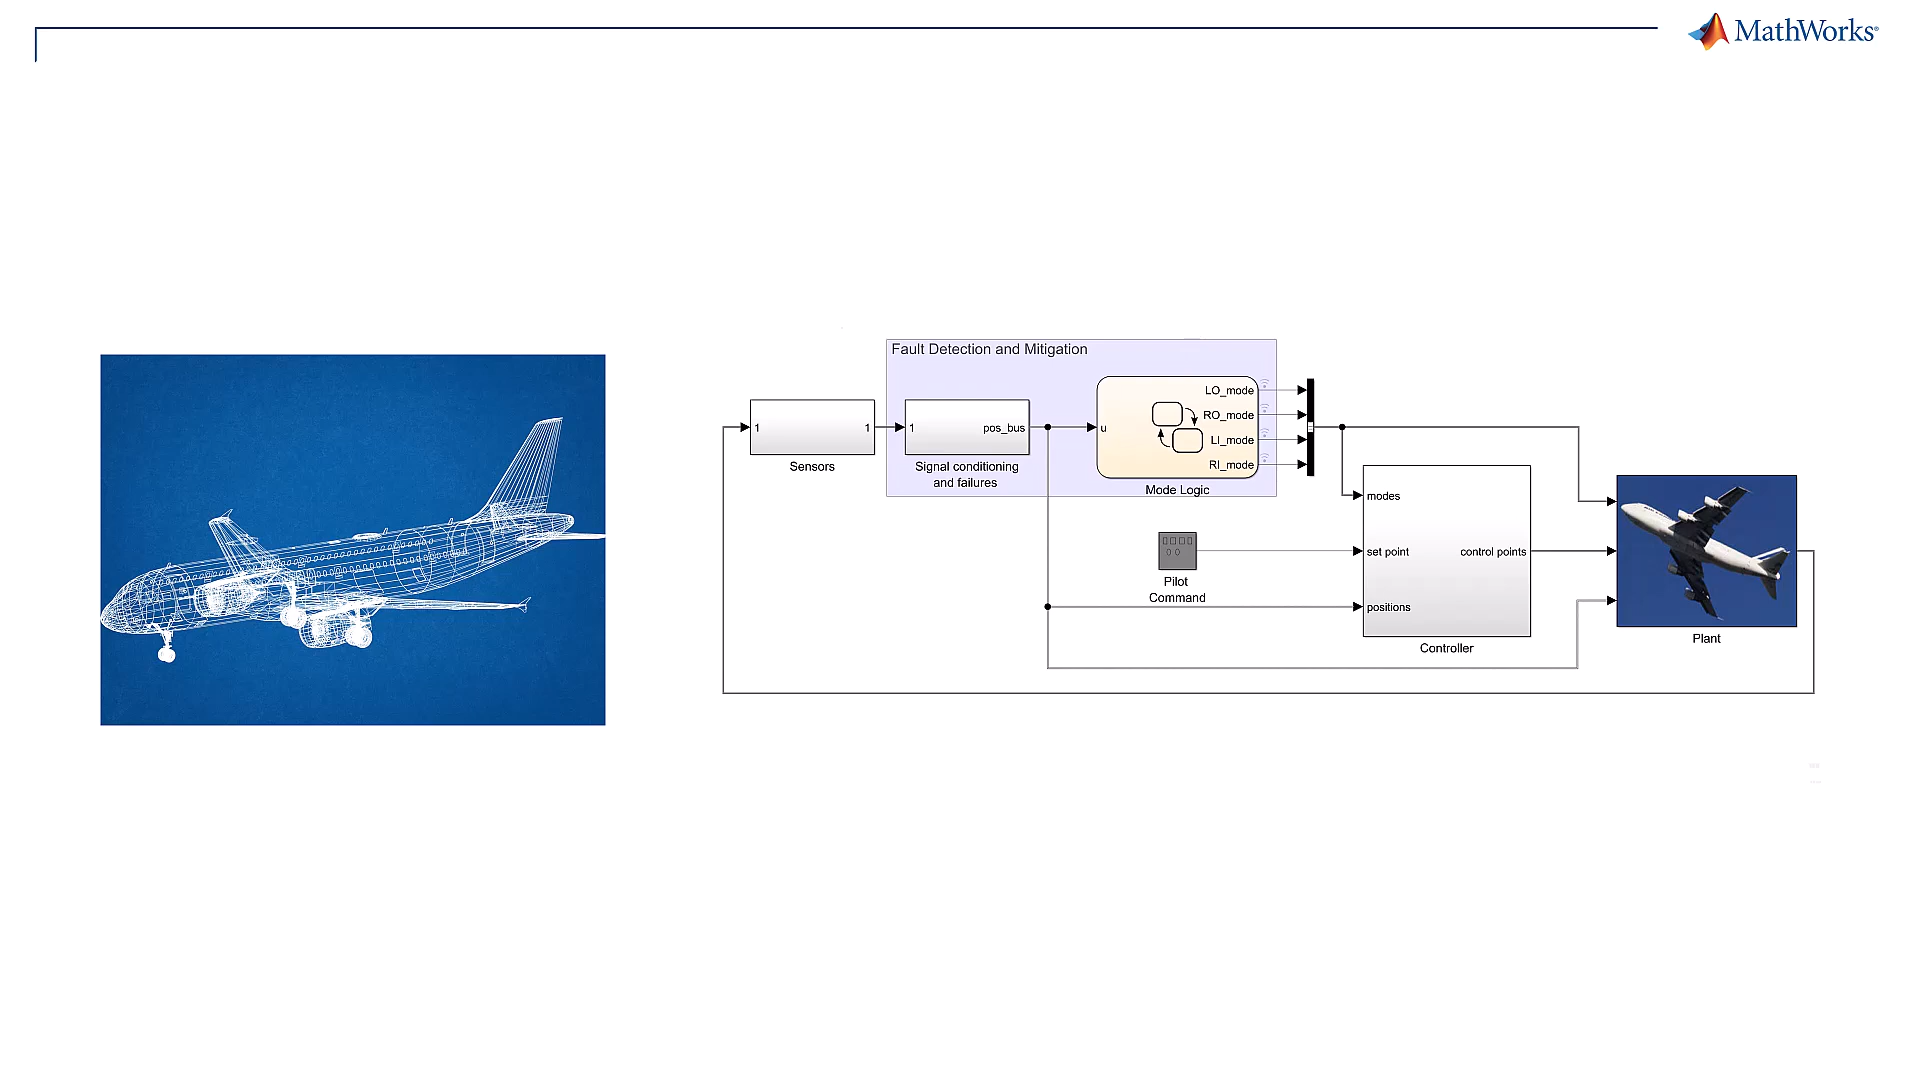 MathWorks®
Fault Detection and Mitigation
LO_mode
RO_mode
LI_mode
RI_mode
1
1
Sensors
1
pos_bus
Signal conditioning
and failures
u
Mode Logic
modes
set point
positions
control points
Controller
Pilot
Command
Plant